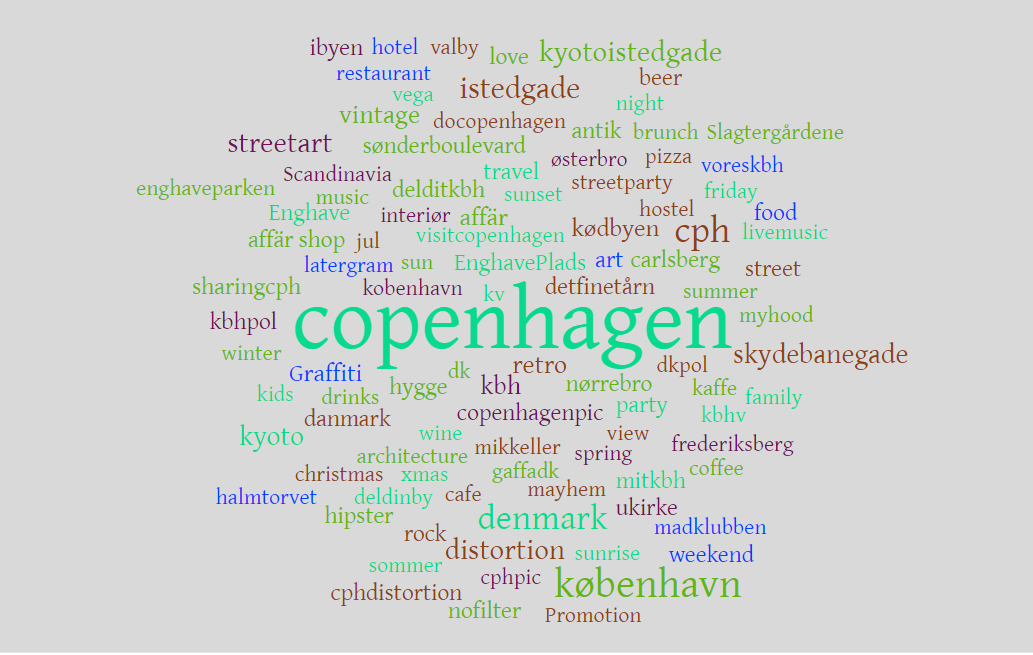 ibyen hotel valby love kyotoistedgade
restaurant istedgade beer
vega night
vintage docopenhagen antik brunch Slagtergårdene
streetart sønderboulevard østerbro pizza voreskbh
Scandinavia travel
enghaveparken music delditkbh sunset streetparty friday
Enghave interiør affär hostel food
affär shop jul visitcopenhagen kødbyen cph livemusic
latergram sun EnghavePlads art carlsberg street
sharingcph kobenhavn kv detfinetårn summer
kbhpol copenhagen myhood
winter retro dkpol skydebanegade
Graffiti dk
kids drinks hygge kbh nørrebro kaffe family
danmark copenhagenpic party kbhv
kyoto wine mikkeller view frederiksberg
architecture spring
christmas xmas gaffadk mitkbh coffee
halmtorvet deldinby cafe mayhem
hipster denmark ukirke
rock madklubben
distortion sunrise weekend
sommer
cphdistortion cphpic københavn
nofilter Promotion